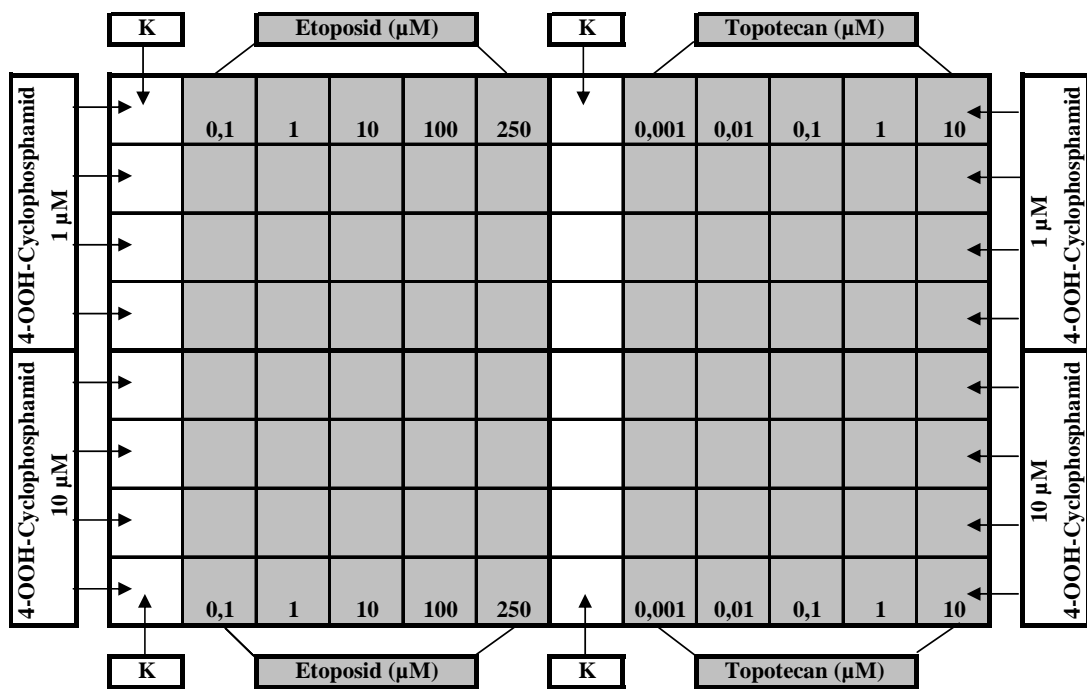 K Etoposid (µM) K Topotecan (µM)
4-OOH-Cyclophosphamid
1 µM
0,1 1 10 100 250 0,001 0,01 0,1 1 10
1 µM
4-OOH-Cyclophosphamid
4-OOH-Cyclophosphamid
10 µM
0,1 1 10 100 250 0,001 0,01 0,1 1 10
10 µM
4-OOH-Cyclophosphamid
K Etoposid (µM) K Topotecan (µM)